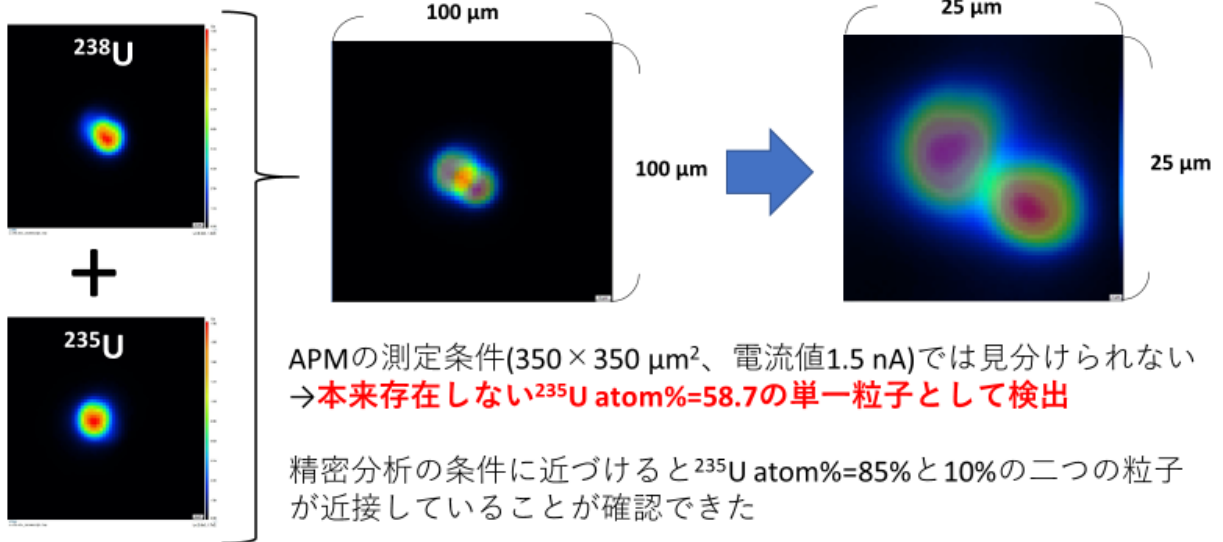 100 μm
25 μm
²³⁸U
100 μm
25 μm
+
²³⁵U
APMの測定条件(350×350 μm²、電流値1.5 nA)では見分けられない
→本来存在しない²³⁵U atom%=58.7の単一粒子として検出
精密分析の条件に近づけると²³⁵U atom%=85%と10%の二つの粒子
が近接していることが確認できた